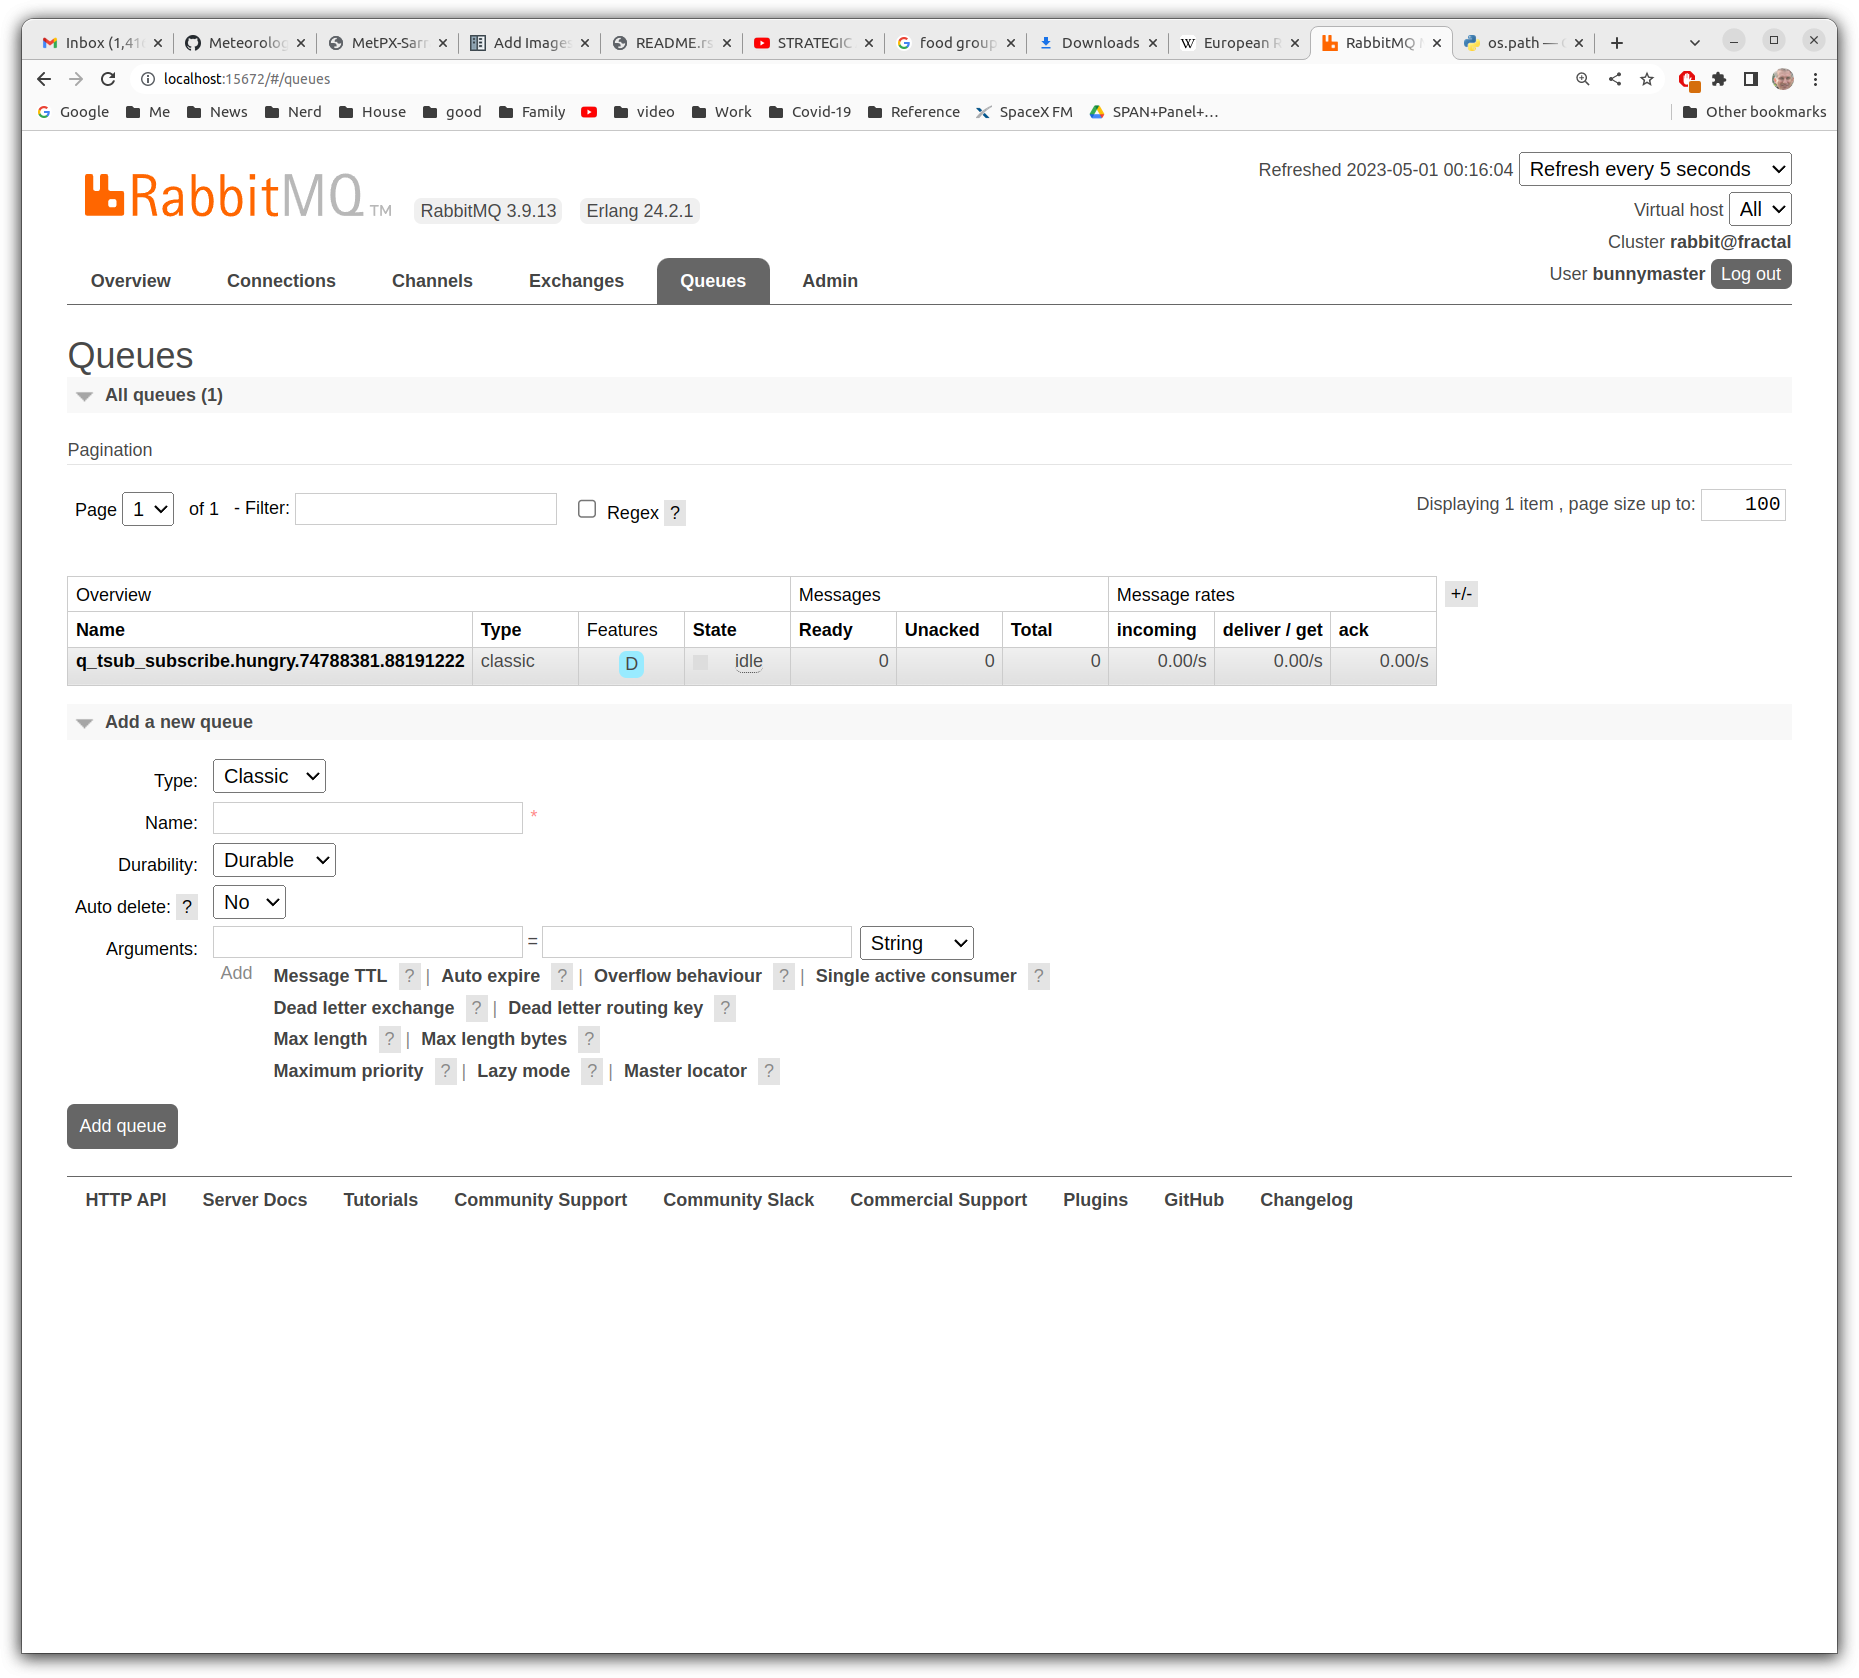 Inbox (1,41
Meteorolog
MetPX-Sarr
Add Images
README.rs
STRATEGIC
food group
Downloads
European R
RabbitMQ
os.path —
localhost:15672/#/queues
Google Me News Nerd House good Family video Work Covid-19 Reference SpaceX FM SPAN+Panel+... Other bookmarks
RabbitMQ TM RabbitMQ 3.9.13 Erlang 24.2.1
Refreshed 2023-05-01 00:16:04 Refresh every 5 seconds
Virtual host All
Cluster rabbit@fractal
User bunnymaster Log out
Overview Connections Channels Exchanges Queues Admin
Queues
All queues (1)
Pagination
Page 1 of 1 - Filter: Regex ? Displaying 1 item , page size up to: 100
Overview Messages Message rates +/-
Name Type Features State Ready Unacked Total incoming deliver / get ack
q_tsub_subscribe.hungry.74788381.88191222 classic D idle 0 0 0 0.00/s 0.00/s 0.00/s
Add a new queue
Type: Classic
Name: *
Durability: Durable
Auto delete: ? No
Arguments: = String
Add Message TTL ? | Auto expire ? | Overflow behaviour ? | Single active consumer ?
Dead letter exchange ? | Dead letter routing key ?
Max length ? | Max length bytes ?
Maximum priority ? | Lazy mode ? | Master locator ?
Add queue
HTTP API Server Docs Tutorials Community Support Community Slack Commercial Support Plugins GitHub Changelog